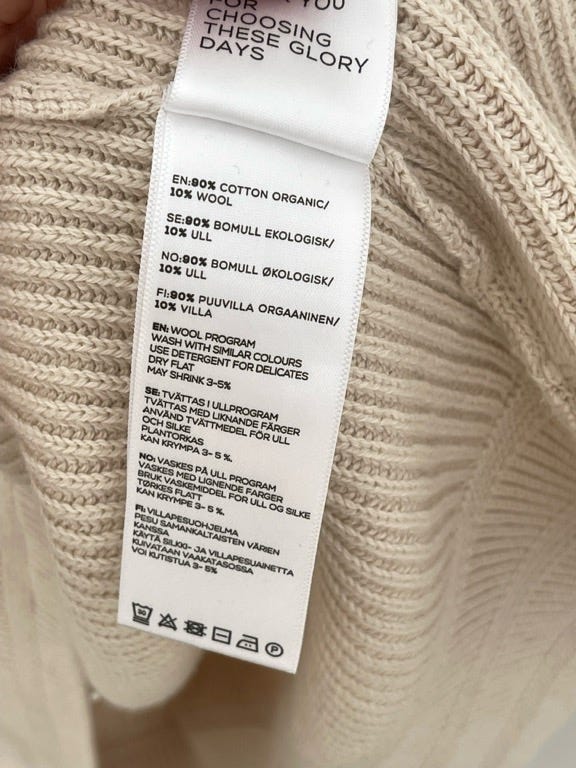 YOU
FOR
CHOOSING
THESE GLORY
DAYS
EN:90% COTTON ORGANIC/
10% WOOL
SE:90% BOMULL EKOLOGISK/
10% ULL
NO:90% BOMULL ØKOLOGISK/
10% ULL
FI:90% PUUVILLA ORGAANINEN/
10% VILLA
EN: WOOL PROGRAM
WASH WITH SIMILAR COLOURS
USE DETERGENT FOR DELICATES
DRY FLAT
MAY SHRINK 3-5%
SE: TVÄTTAS I ULLPROGRAM
TVÄTTAS MED LIKNANDE FÄRGER
ANVÄND TVÄTTMEDEL FÖR ULL
OCH SILKE
PLANTORKAS
KAN KRYMPA 3- 5 %.
NO: VASKES PÅ ULL PROGRAM
VASKES MED LIGNENDE FARGER
BRUK VASKEMIDDEL FOR ULL OG SILKE
TØRKES FLATT
KAN KRYMPE 3- 5 %.
FI: VILLAPESUOHJELMA
PESU SAMANKALTAISTEN VÄRIEN
KANSSA
KÄYTÄ SILKKI- JA VILLAPESUAINETTA
KUIVATAAN VAAKATASOSSA
VOI KUTISTUA 3- 5%
30
P